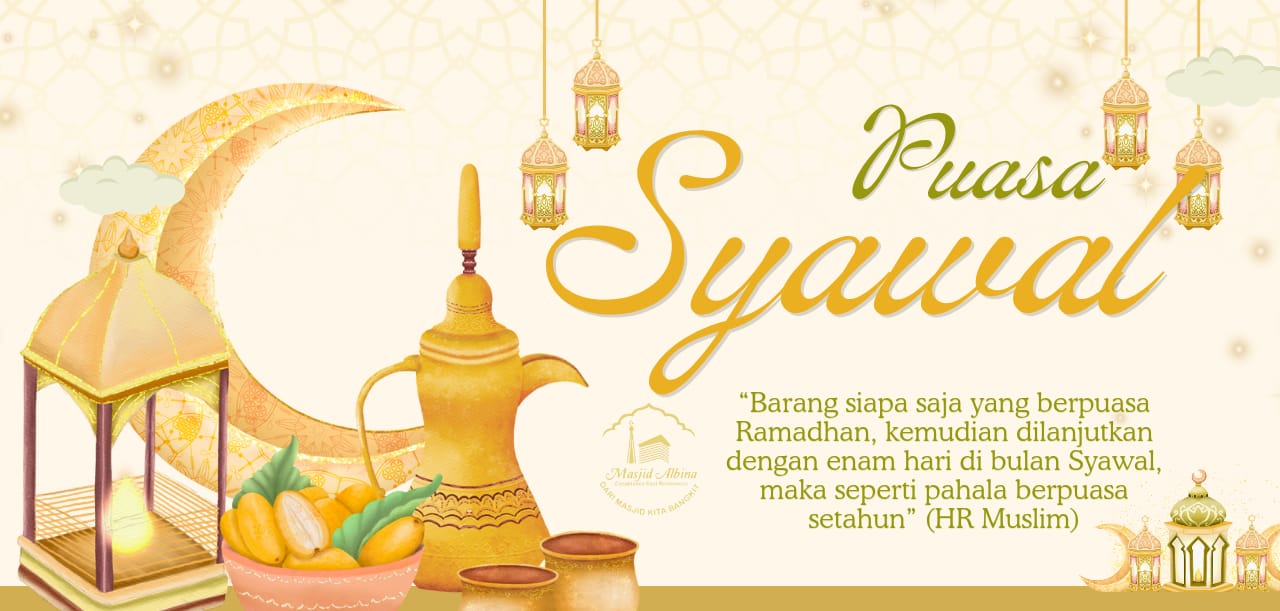 Puasa
Syawal
“Barang siapa saja yang berpuasa
Ramadhan, kemudian dilanjutkan
dengan enam hari di bulan Syawal,
maka seperti pahala berpuasa
setahun” (HR Muslim)
Masjid Albina
DARI MASJID KITA BANGKIT